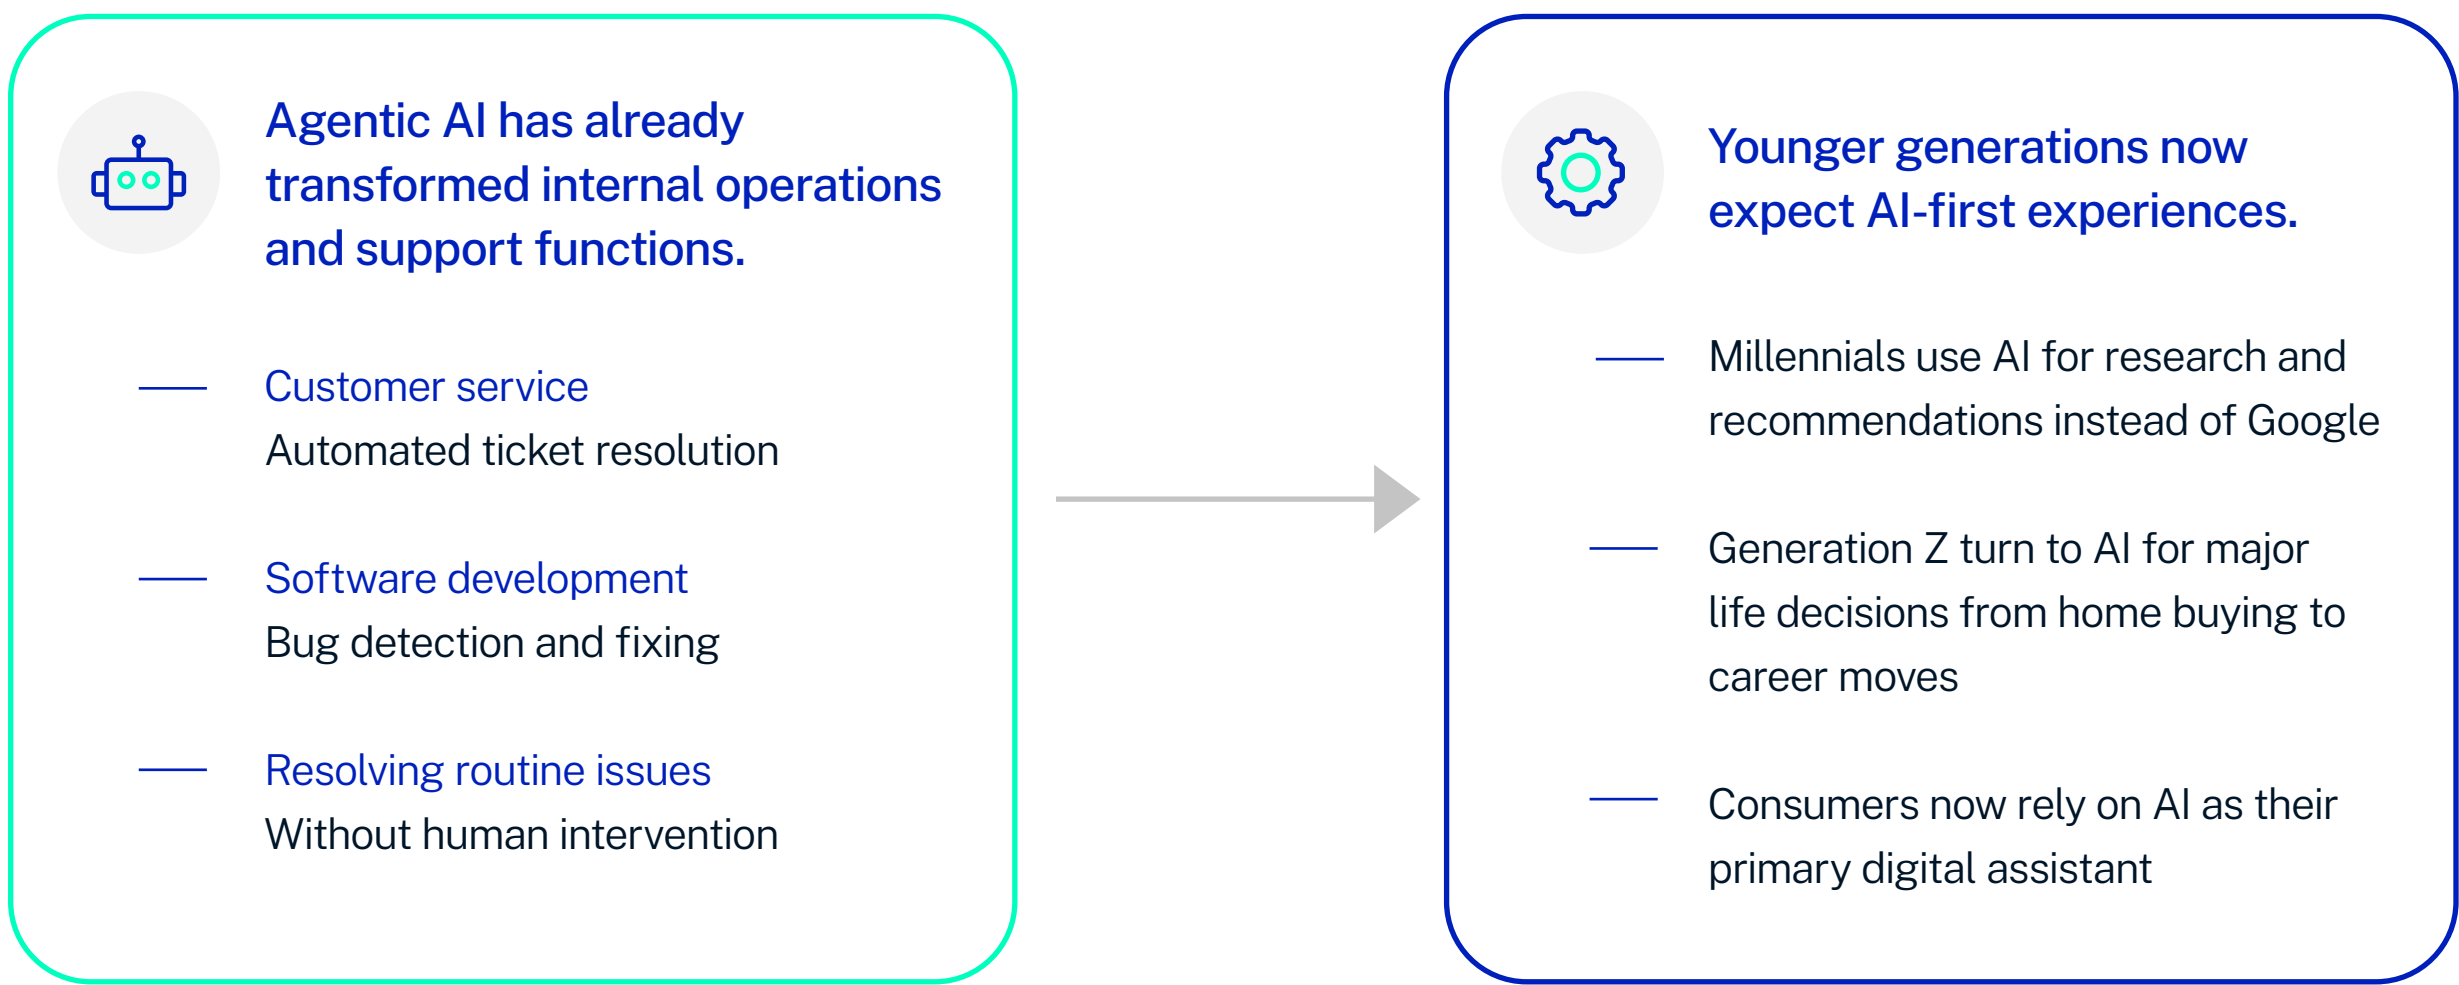 Agentic AI has already
transformed internal operations
and support functions.
Customer service
Automated ticket resolution
Software development
Bug detection and fixing
Resolving routine issues
Without human intervention
Younger generations now
expect AI-first experiences.
Millennials use AI for research and
recommendations instead of Google
Generation Z turn to AI for major
life decisions from home buying to
career moves
Consumers now rely on AI as their
primary digital assistant